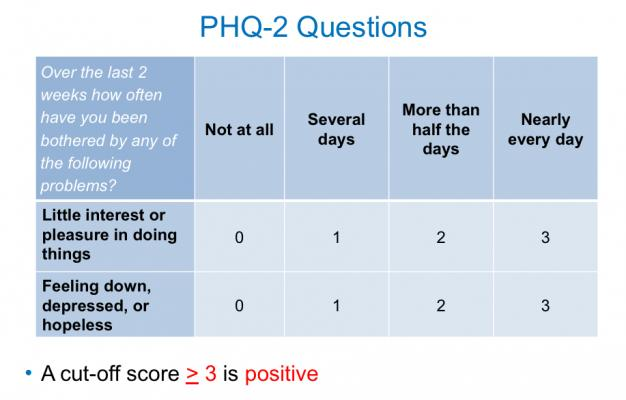 PHQ-2 Questions
Over the last 2
weeks how often
have you been
bothered by any of
the following
problems?
Not at all
Several
days
More than
half the
days
Nearly
every day
Little interest or
pleasure in doing
things
0
1
2
3
Feeling down,
depressed, or
hopeless
0
1
2
3
• A cut-off score ≥ 3 is positive